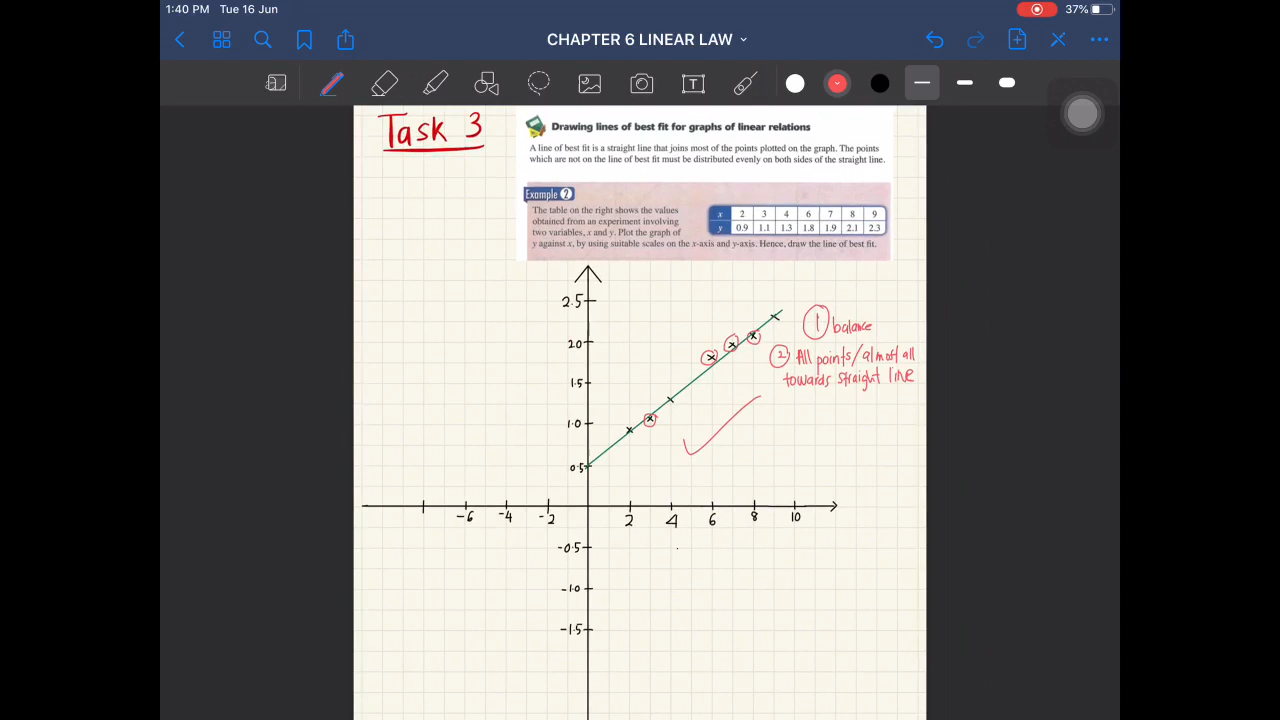 1:40 PM Tue 16 Jun
37%
CHAPTER 6 LINEAR LAW
Task 3
Drawing lines of best fit for graphs of linear relations
A line of best fit is a straight line that joins most of the points plotted on the graph. The points
which are not on the line of best fit must be distributed evenly on both sides of the straight line.
Example 2
The table on the right shows the values
obtained from an experiment involving
two variables, x and y. Plot the graph of
y against x, by using suitable scales on the x-axis and y-axis. Hence, draw the line of best fit.
x 2 3 4 6 7 8 9
y 0.9 1.1 1.3 1.8 1.9 2.1 2.3
2.5
2.0
1.5
1.0
0.5
-6 -4 -2 2 4 6 8 10
-0.5
-1.0
-1.5
1 balance
2 All points/almost all
towards straight line